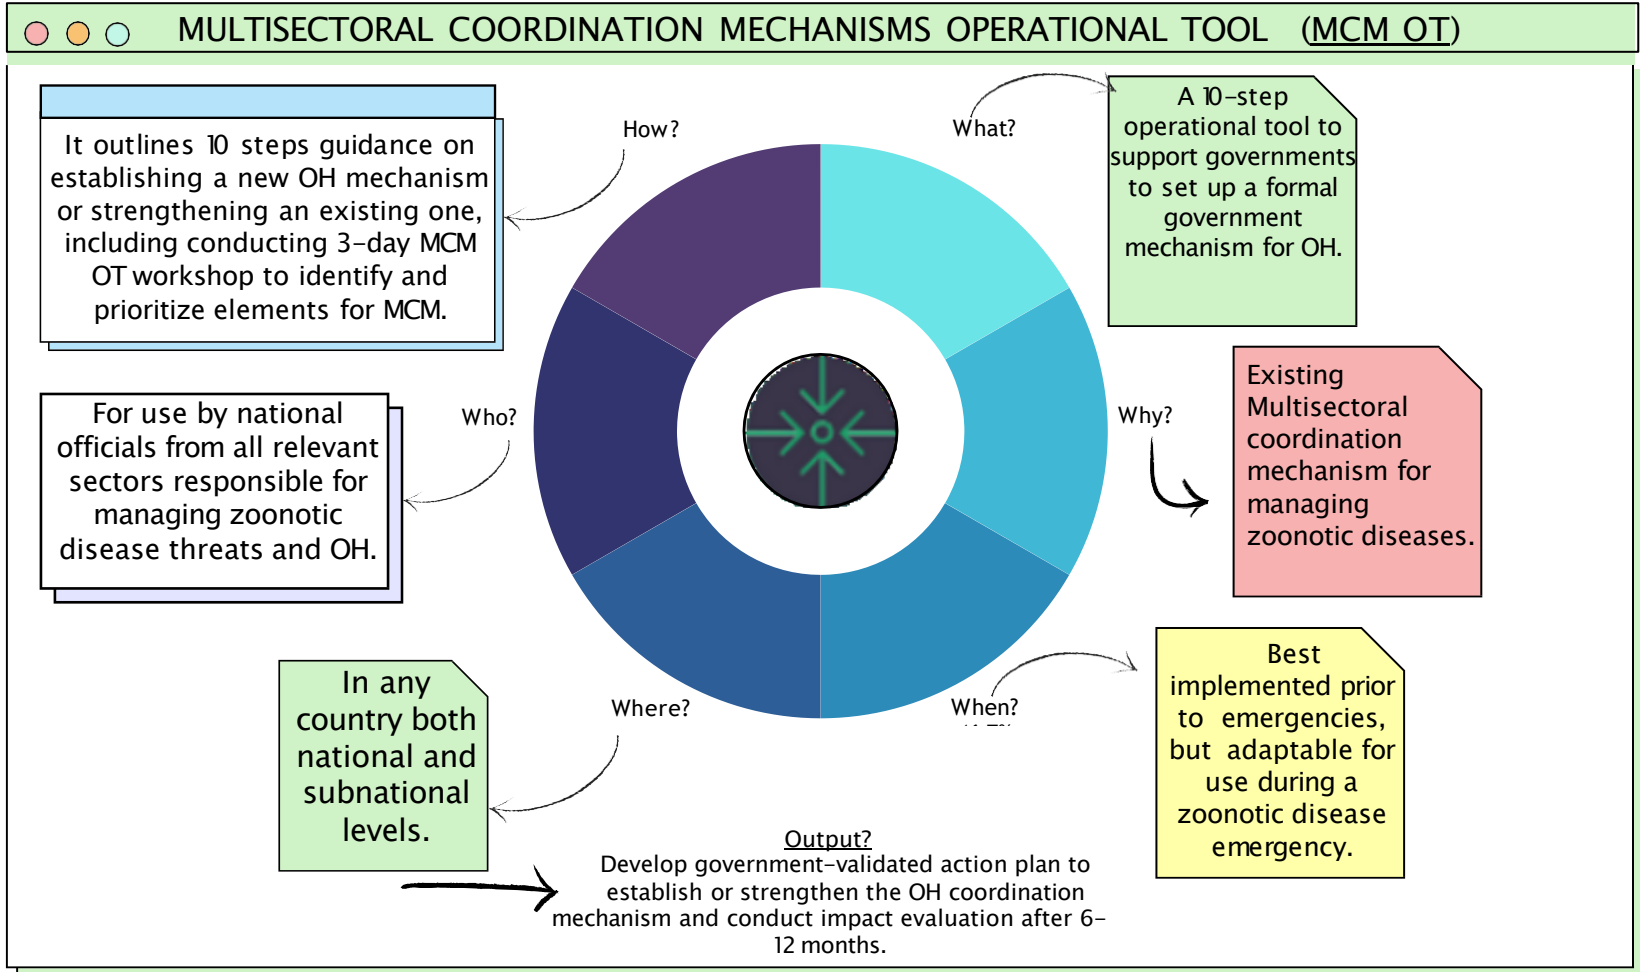 MULTISECTORAL COORDINATION MECHANISMS OPERATIONAL TOOL (MCM OT)
How?
It outlines 10 steps guidance on
establishing a new OH mechanism
or strengthening an existing one,
including conducting 3-day MCM
OT workshop to identify and
prioritize elements for MCM.
What?
A 10-step
operational tool to
support governments
to set up a formal
government
mechanism for OH.
Who?
For use by national
officials from all relevant
sectors responsible for
managing zoonotic
disease threats and OH.
Why?
Existing
Multisectoral
coordination
mechanism for
managing
zoonotic diseases.
Where?
In any
country both
national and
subnational
levels.
When?
Best
implemented prior
to emergencies,
but adaptable for
use during a
zoonotic disease
emergency.
Output?
Develop government-validated action plan to
establish or strengthen the OH coordination
mechanism and conduct impact evaluation after 6-
12 months.